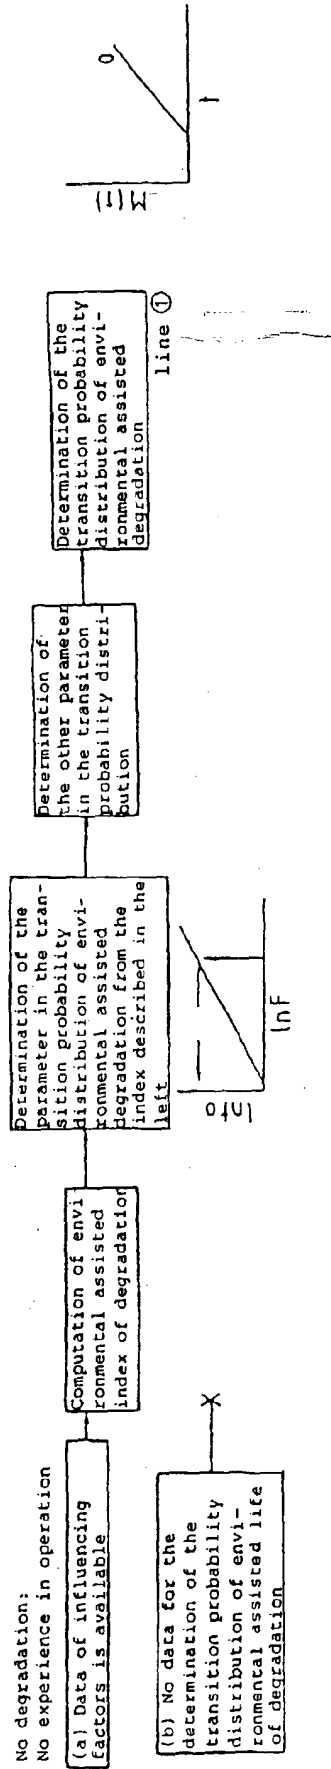 No degradation:
No experience in operation
(a) Data of influencing
factors is available
Computation of envi
ronmental assisted
index of degradation
Determination of the
parameter in the tran-
sition probability
distribution of envi-
ronmental assisted
degradation from the
index described in the
left
lnto
lnF
Determination of
the other parameter
in the transition
probability distri-
bution
Determination of the
transition probability
distribution of envi-
ronmental assisted
degradation
line ①
M(t)
t
0
(b) No data for the
determination of the
transition probability
distribution of envi-
ronmental assisted life
of degradation